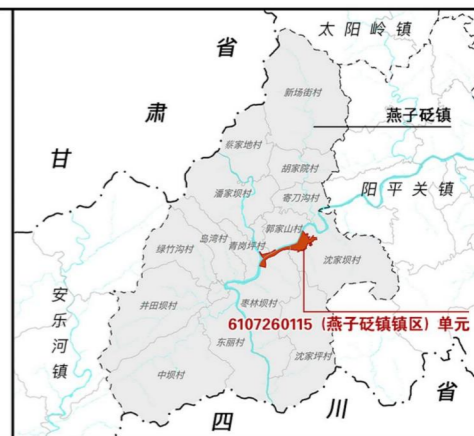 太阳岭镇
省
肃
甘
新场街村
燕子砭镇
蔡家地村
胡家院村
潘家坝村
寄刀沟村
阳平关镇
郭家山村
岛湾村
青岗坪村
绿竹沟村
沈家坝村
安乐河镇
井田坝村
枣林坝村
6107260115（燕子砭镇镇区）单元
东丽村
沈家坪村
中坝村
四
川
省